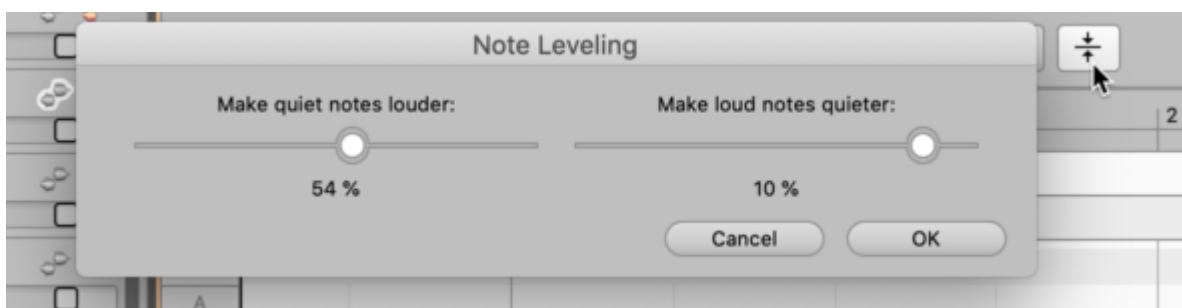 Note Leveling
Make quiet notes louder:
Make loud notes quieter:
2
54 %
10 %
Cancel
OK
A